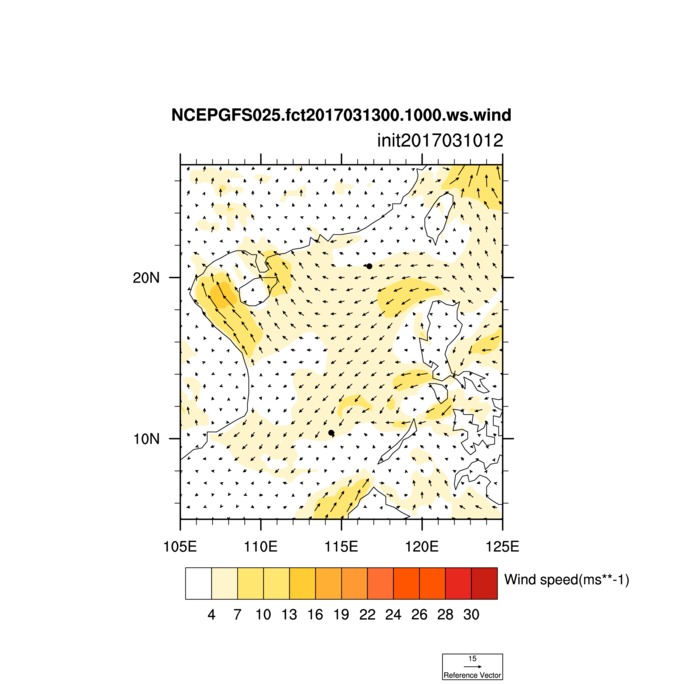 NCEPGFS025.fct2017031300.1000.ws.wind
init2017031012
20N
10N
105E 110E 115E 120E 125E
Wind speed(ms**-1)
4 7 10 13 16 19 22 24 26 28 30
15
Reference Vector